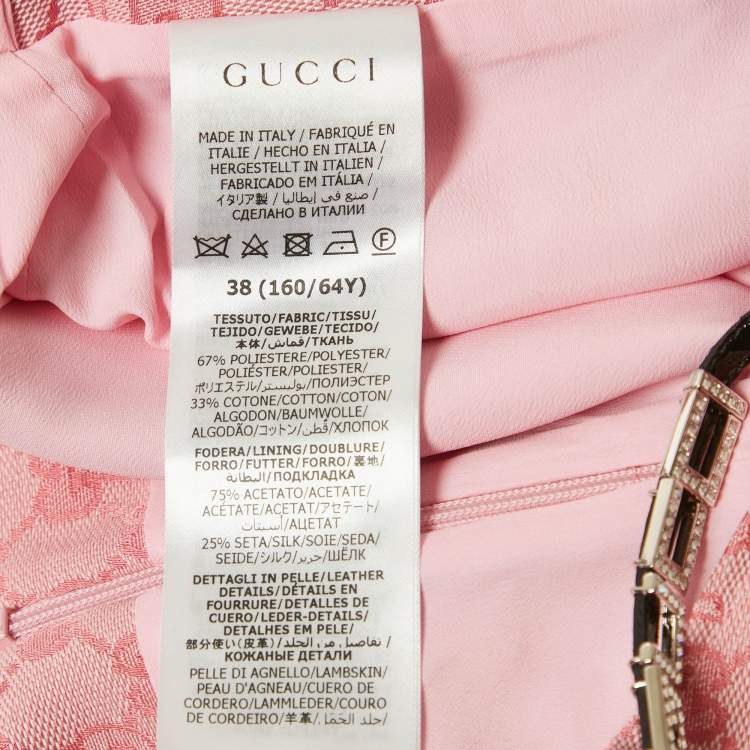 GUCCI
MADE IN ITALY / FABRIQUÉ EN
ITALIE / HECHO EN ITALIA /
HERGESTELLT IN ITALIEN /
FABRICADO EM ITÁLIA /
イタリア製 / صنع في إيطاليا /
СДЕЛАНО В ИТАЛИИ
F
38 (160/64Y)
TESSUTO/FABRIC/TISSU/
TEJIDO/GEWEBE/TECIDO/
本体/قماش/ТКАНЬ
67% POLIESTERE/POLYESTER/
POLIÉSTER/POLIESTER/
ポリエステル/بوليستر/ПОЛИЭСТЕР
33% COTONE/COTTON/COTON/
ALGODON/BAUMWOLLE/
ALGODÃO/コットン/قطن/ХЛОПОК
FODERA/LINING/DOUBLURE/
FORRO/FUTTER/FORRO/裏地/
البطانة/ПОДКЛАДКА
75% ACETATO/ACETATE/
ACÉTATE/ACETAT/アセテート/
أسيتات/АЦЕТАТ
25% SETA/SILK/SOIE/SEDA/
SEIDE/シルク/حرير/ШЁЛК
DETTAGLI IN PELLE/LEATHER
DETAILS/DÉTAILS EN
FOURRURE/DETALLES DE
CUERO/LEDER-DETAILS/
DETALHES EM PELE/
部分使い(皮革)/تفاصيل من الجلد/
КОЖАНЫЕ ДЕТАЛИ
PELLE DI AGNELLO/LAMBSKIN/
PEAU D'AGNEAU/CUERO DE
CORDERO/LAMMLEDER/COURO
DE CORDEIRO/羊革/جلد الحمل/